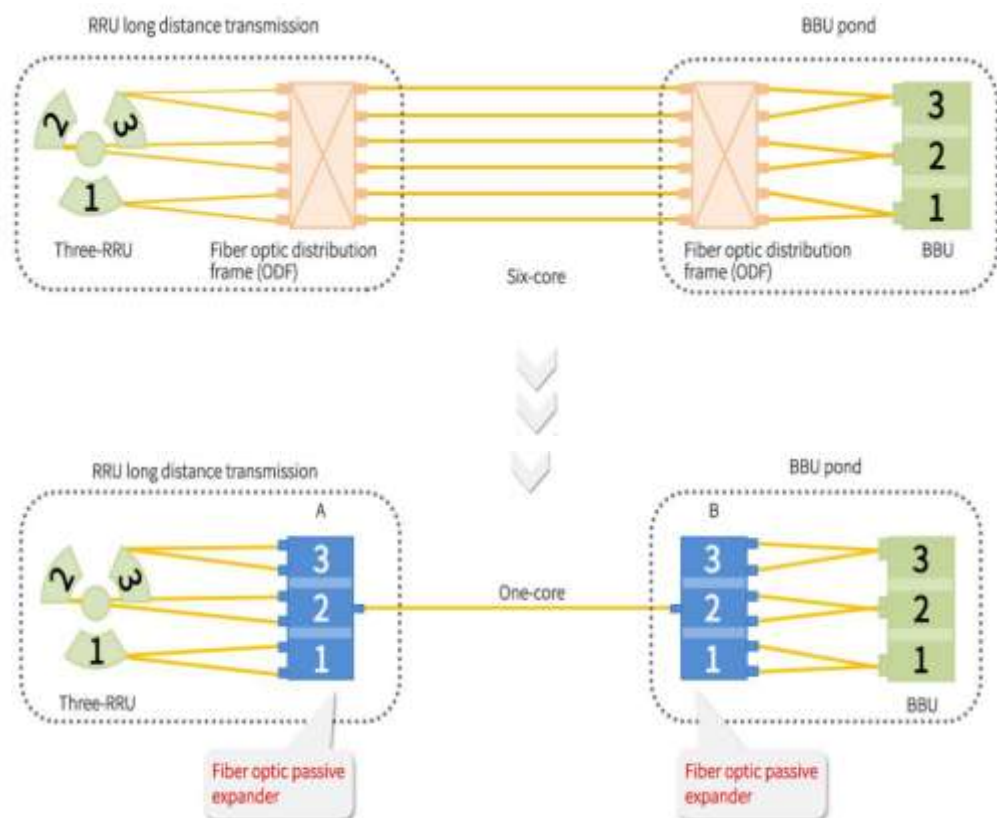 RRU long distance transmission
BBU pond
2
3
1
3
2
1
Three-RRU
Fiber optic distribution
frame (ODF)
Fiber optic distribution
frame (ODF)
BBU
Six-core
RRU long distance transmission
BBU pond
A
B
2
3
1
3
2
1
One-core
3
2
1
3
2
1
Three-RRU
BBU
Fiber optic passive
expander
Fiber optic passive
expander